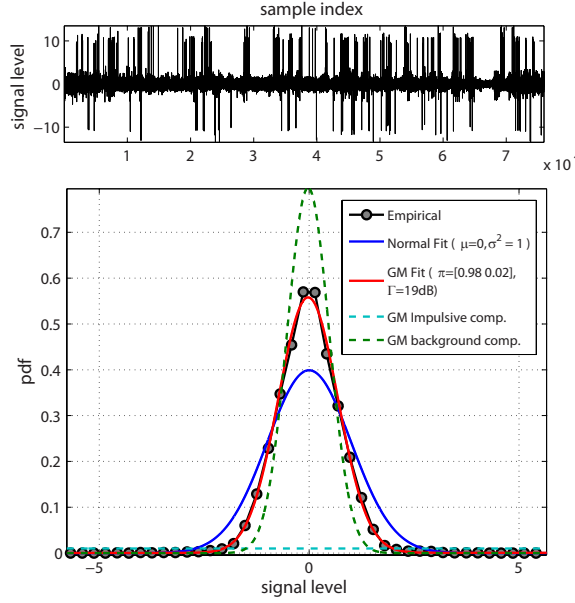 sample index
signal level
10
0
−10
1 2 3 4 5 6 7
x 10
pdf
0.7
0.6
0.5
0.4
0.3
0.2
0.1
0
Empirical
Normal Fit ( μ=0,σ² = 1 )
GM Fit ( π=[0.98 0.02],
Γ=19dB)
GM Impulsive comp.
GM background comp.
−5 0 5
signal level